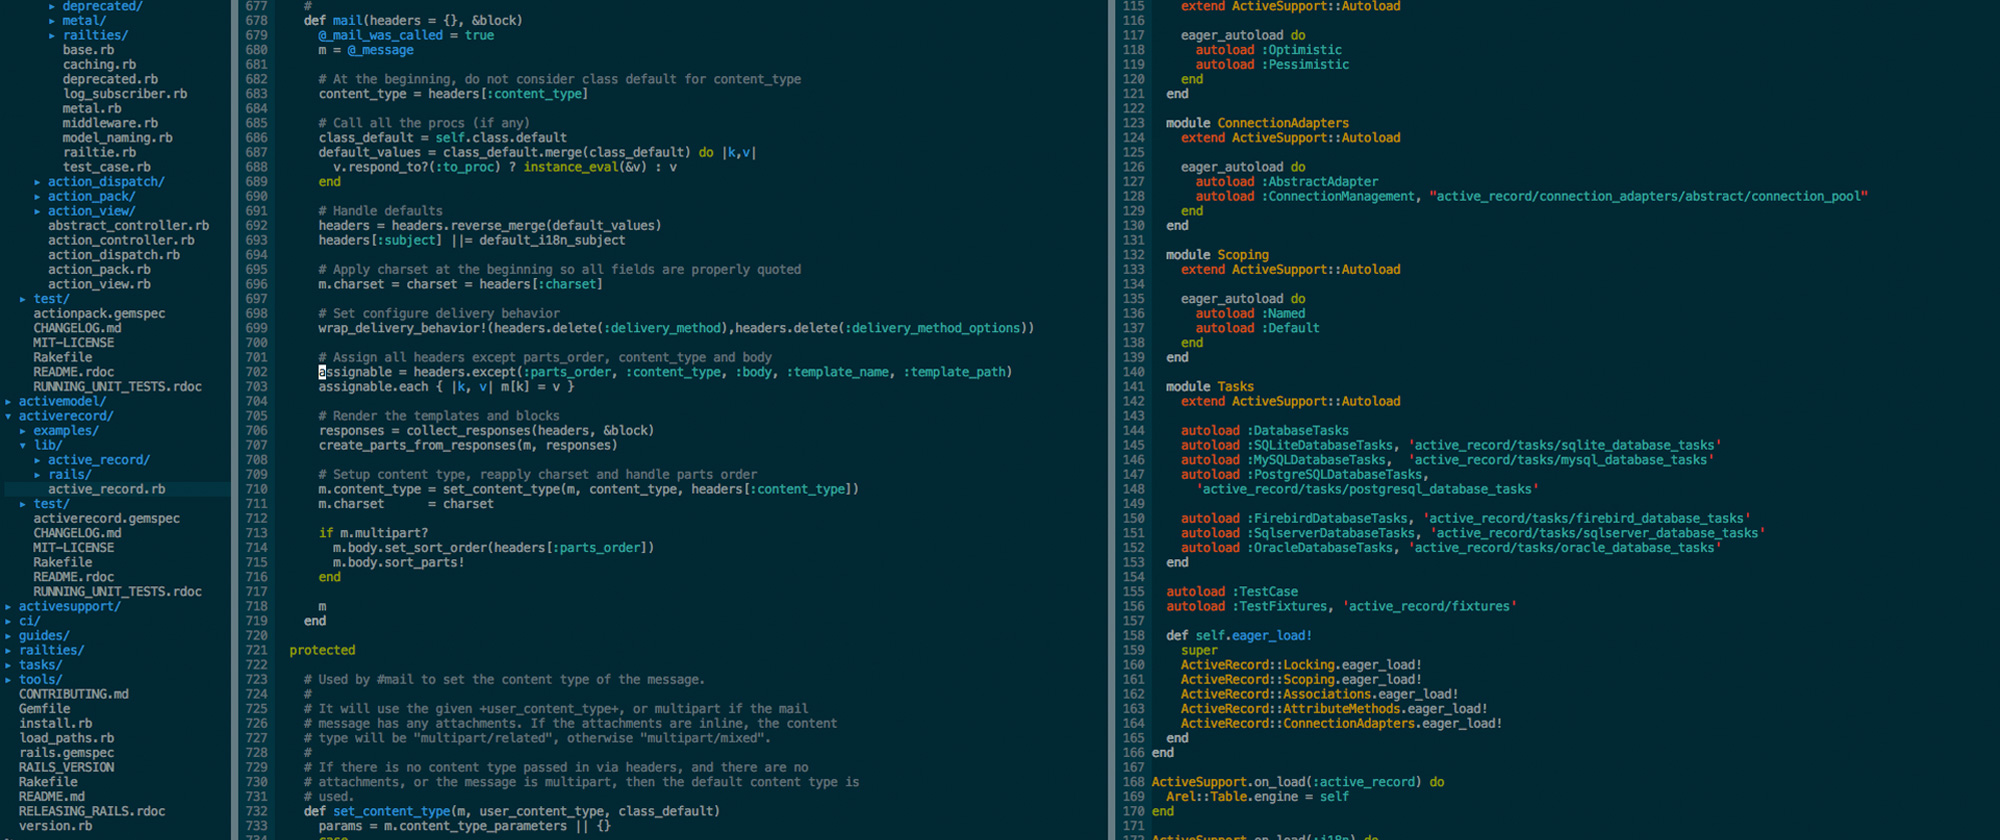 deprecated/
metal/
railties/
base.rb
caching.rb
deprecated.rb
log_subscriber.rb
metal.rb
middleware.rb
model_naming.rb
railtie.rb
test_case.rb
action_dispatch/
action_pack/
action_view/
abstract_controller.rb
action_controller.rb
action_dispatch.rb
action_pack.rb
action_view.rb
test/
actionpack.gemspec
CHANGELOG.md
MIT-LICENSE
Rakefile
README.rdoc
RUNNING_UNIT_TESTS.rdoc
activemodel/
activerecord/
examples/
lib/
active_record/
rails/
active_record.rb
test/
activerecord.gemspec
CHANGELOG.md
MIT-LICENSE
Rakefile
README.rdoc
RUNNING_UNIT_TESTS.rdoc
activesupport/
ci/
guides/
railties/
tasks/
tools/
CONTRIBUTING.md
Gemfile
install.rb
load_paths.rb
rails.gemspec
RAILS_VERSION
Rakefile
README.md
RELEASING_RAILS.rdoc
version.rb
677 #
678 def mail(headers = {}, &block)
679 @_mail_was_called = true
680 m = @_message
681
682 # At the beginning, do not consider class default for content_type
683 content_type = headers[:content_type]
684
685 # Call all the procs (if any)
686 class_default = self.class.default
687 default_values = class_default.merge(class_default) do |k,v|
688 v.respond_to?(:to_proc) ? instance_eval(&v) : v
689 end
690
691 # Handle defaults
692 headers = headers.reverse_merge(default_values)
693 headers[:subject] ||= default_i18n_subject
694
695 # Apply charset at the beginning so all fields are properly quoted
696 m.charset = charset = headers[:charset]
697
698 # Set configure delivery behavior
699 wrap_delivery_behavior!(headers.delete(:delivery_method),headers.delete(:delivery_method_options))
700
701 # Assign all headers except parts_order, content_type and body
702 assignable = headers.except(:parts_order, :content_type, :body, :template_name, :template_path)
703 assignable.each { |k, v| m[k] = v }
704
705 # Render the templates and blocks
706 responses = collect_responses(headers, &block)
707 create_parts_from_responses(m, responses)
708
709 # Setup content type, reapply charset and handle parts order
710 m.content_type = set_content_type(m, content_type, headers[:content_type])
711 m.charset      = charset
712
713 if m.multipart?
714 m.body.set_sort_order(headers[:parts_order])
715 m.body.sort_parts!
716 end
717
718 m
719 end
720
721 protected
722
723 # Used by #mail to set the content type of the message.
724 #
725 # It will use the given +user_content_type+, or multipart if the mail
726 # message has any attachments. If the attachments are inline, the content
727 # type will be "multipart/related", otherwise "multipart/mixed".
728 #
729 # If there is no content type passed in via headers, and there are no
730 # attachments, or the message is multipart, then the default content type is
731 # used.
732 def set_content_type(m, user_content_type, class_default)
733 params = m.content_type_parameters || {}
734 case
115 extend ActiveSupport::Autoload
116
117 eager_autoload do
118 autoload :Optimistic
119 autoload :Pessimistic
120 end
121 end
122
123 module ConnectionAdapters
124 extend ActiveSupport::Autoload
125
126 eager_autoload do
127 autoload :AbstractAdapter
128 autoload :ConnectionManagement, "active_record/connection_adapters/abstract/connection_pool"
129 end
130 end
131
132 module Scoping
133 extend ActiveSupport::Autoload
134
135 eager_autoload do
136 autoload :Named
137 autoload :Default
138 end
139 end
140
141 module Tasks
142 extend ActiveSupport::Autoload
143
144 autoload :DatabaseTasks
145 autoload :SQLiteDatabaseTasks, 'active_record/tasks/sqlite_database_tasks'
146 autoload :MySQLDatabaseTasks,  'active_record/tasks/mysql_database_tasks'
147 autoload :PostgreSQLDatabaseTasks,
148 'active_record/tasks/postgresql_database_tasks'
149
150 autoload :FirebirdDatabaseTasks, 'active_record/tasks/firebird_database_tasks'
151 autoload :SqlserverDatabaseTasks, 'active_record/tasks/sqlserver_database_tasks'
152 autoload :OracleDatabaseTasks, 'active_record/tasks/oracle_database_tasks'
153 end
154
155 autoload :TestCase
156 autoload :TestFixtures, 'active_record/fixtures'
157
158 def self.eager_load!
159 super
160 ActiveRecord::Locking.eager_load!
161 ActiveRecord::Scoping.eager_load!
162 ActiveRecord::Associations.eager_load!
163 ActiveRecord::AttributeMethods.eager_load!
164 ActiveRecord::ConnectionAdapters.eager_load!
165 end
166 end
167
168 ActiveSupport.on_load(:active_record) do
169 Arel::Table.engine = self
170 end
171
172 ActiveSupport.on_load(:i18n) do